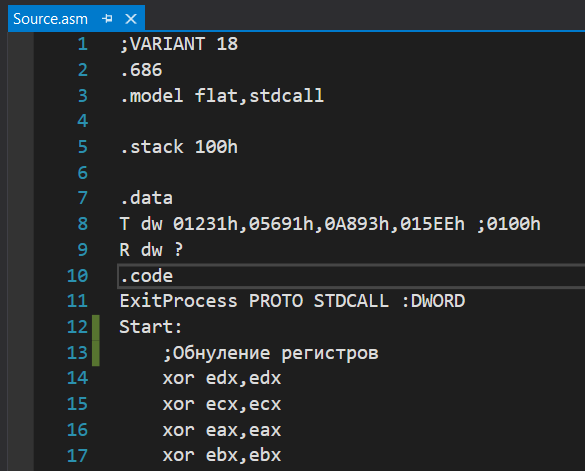 Source.asm
1 ;VARIANT 18
2 .686
3 .model flat,stdcall
4
5 .stack 100h
6
7 .data
8 T dw 01231h,05691h,0A893h,015EEh ;0100h
9 R dw ?
10 .code
11 ExitProcess PROTO STDCALL :DWORD
12 Start:
13 ;Обнуление регистров
14 xor edx,edx
15 xor ecx,ecx
16 xor eax,eax
17 xor ebx,ebx